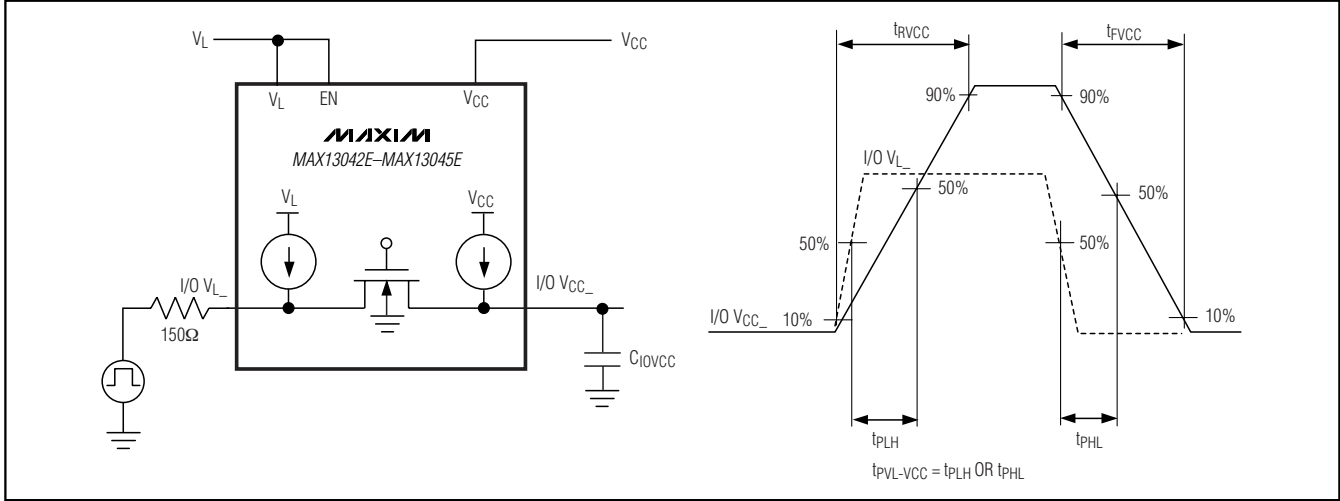 VL
VCC
VL
EN
VCC
MAXIM
MAX13042E–MAX13045E
VL
VCC
I/O VL_
I/O VCC_
150Ω
CIOVCC
tRVCC
tFVCC
90%
90%
I/O VL_
50%
50%
50%
50%
I/O VCC_
10%
10%
tPLH
tPHL
tPVL-VCC = tPLH OR tPHL